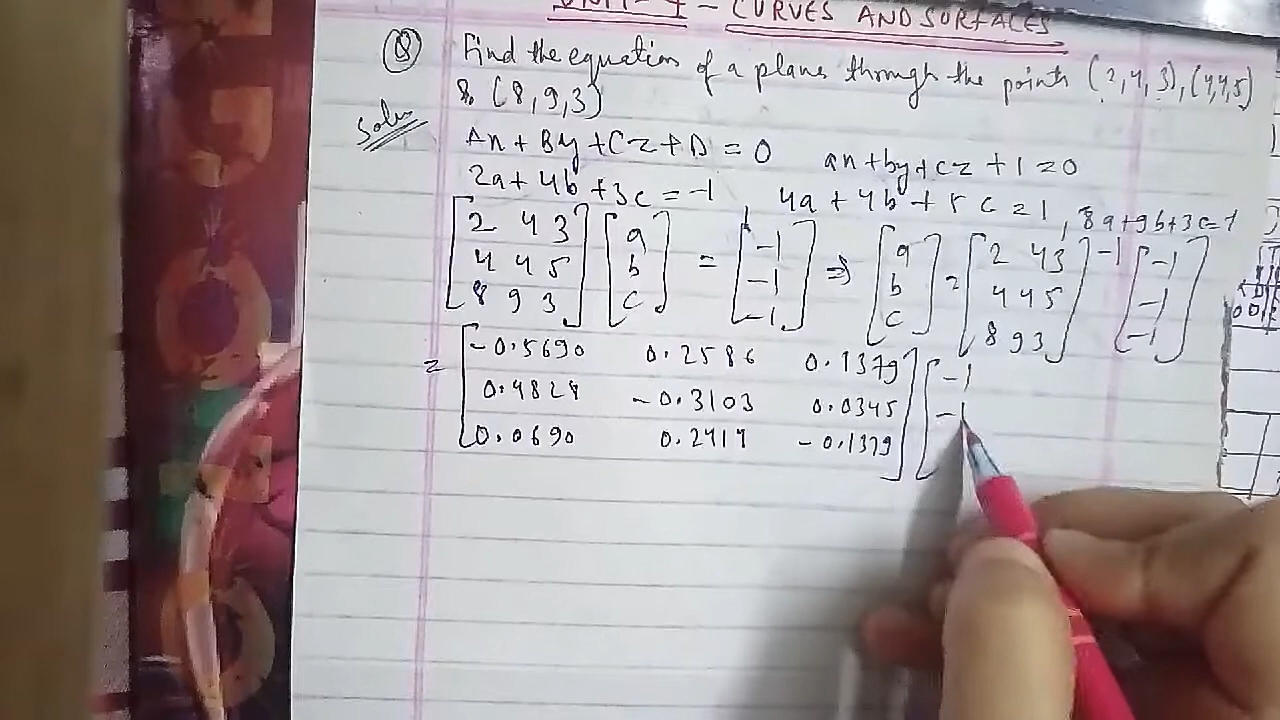 UNIT-4 - CURVES AND SURFACES
Q Find the equation of a plane through the points (2,4,3), (4,4,5)
& (8,9,3)
Soln
Ax + By + Cz + D = 0 ax + by + cz + 1 = 0
2a + 4b + 3c = -1, 4a + 4b + 5c = 1, 8a+9b+3c=1
[2 4 3 [a [-1 [a [2 4 3 -1 [-1
4 4 5 b = -1 ⇒ b = 4 4 5 -1
8 9 3] c] -1] c] 8 9 3] -1]
= [-0.5690 0.2586 0.1379 [-1
0.4828 -0.3103 0.0345 -1
0.0690 0.2414 -0.1379]